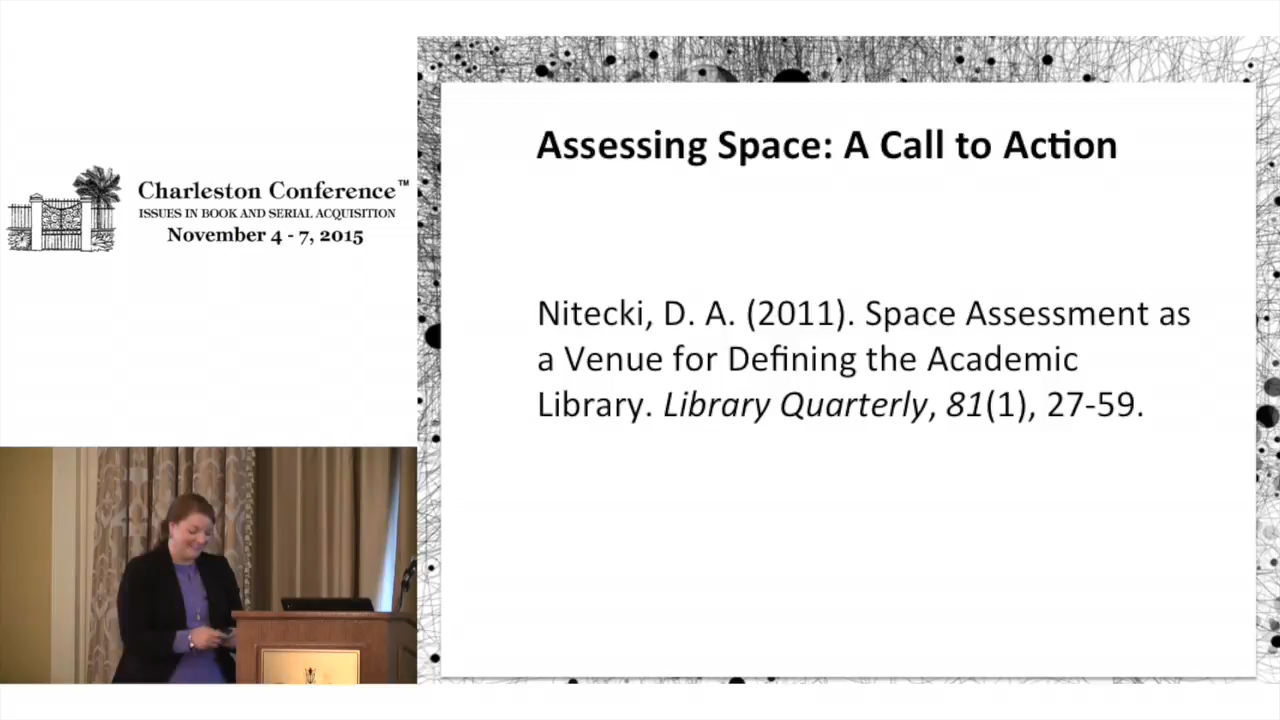 Charleston Conference™
ISSUES IN BOOK AND SERIAL ACQUISITION
November 4 - 7, 2015
Assessing Space: A Call to Action
Nitecki, D. A. (2011). Space Assessment as
a Venue for Defining the Academic
Library. Library Quarterly, 81(1), 27-59.